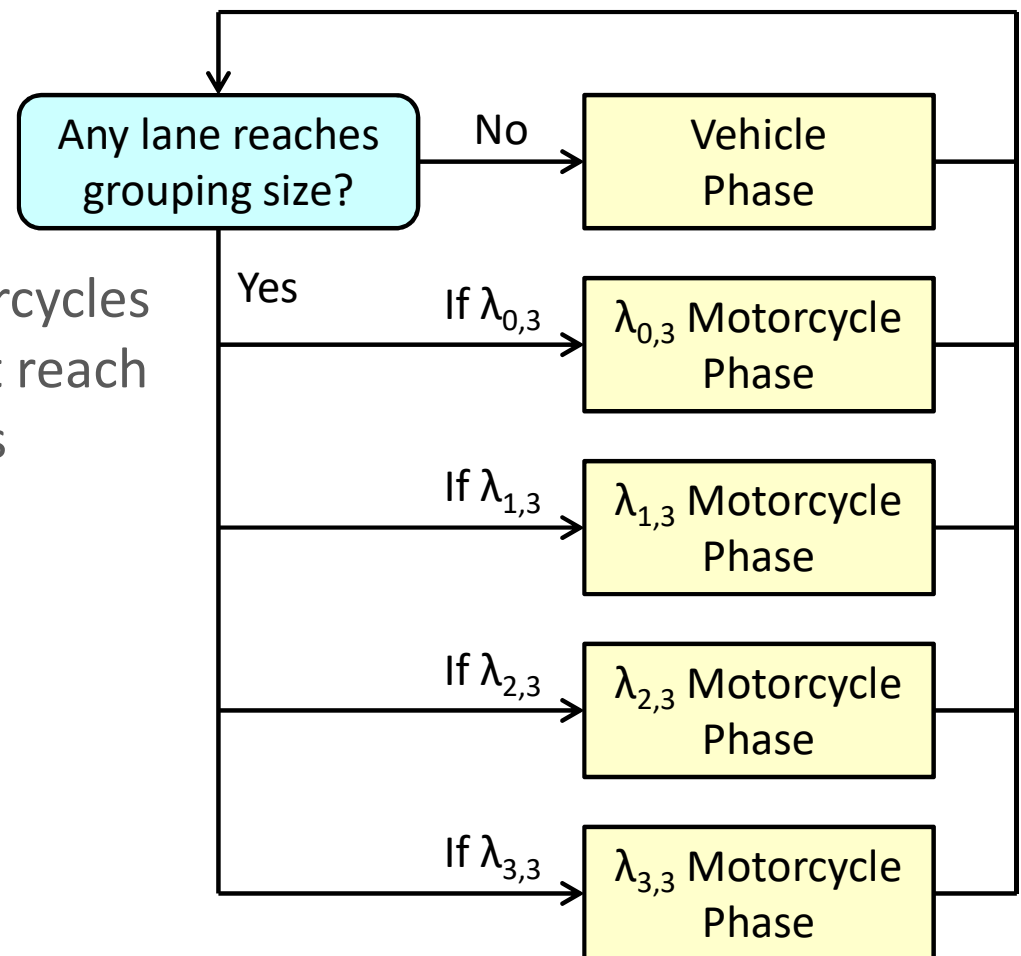 Any lane reaches
grouping size?
No
Vehicle
Phase
Yes
reach
If λ0,3
λ0,3 Motorcycle
Phase
If λ1,3
λ1,3 Motorcycle
Phase
If λ2,3
λ2,3 Motorcycle
Phase
If λ3,3
λ3,3 Motorcycle
Phase